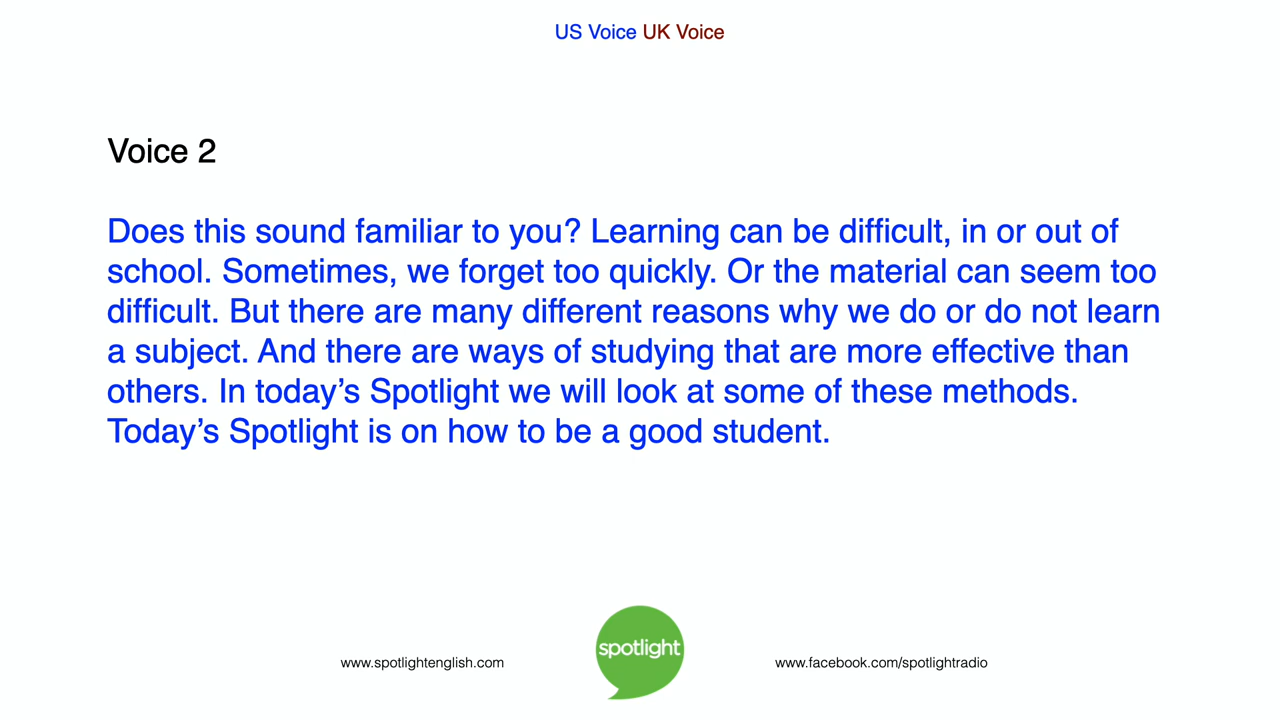 US Voice UK Voice
Voice 2
Does this sound familiar to you? Learning can be difficult, in or out of
school. Sometimes, we forget too quickly. Or the material can seem too
difficult. But there are many different reasons why we do or do not learn
a subject. And there are ways of studying that are more effective than
others. In today’s Spotlight we will look at some of these methods.
Today’s Spotlight is on how to be a good student.
www.spotlightenglish.com
spotlight
www.facebook.com/spotlightradio